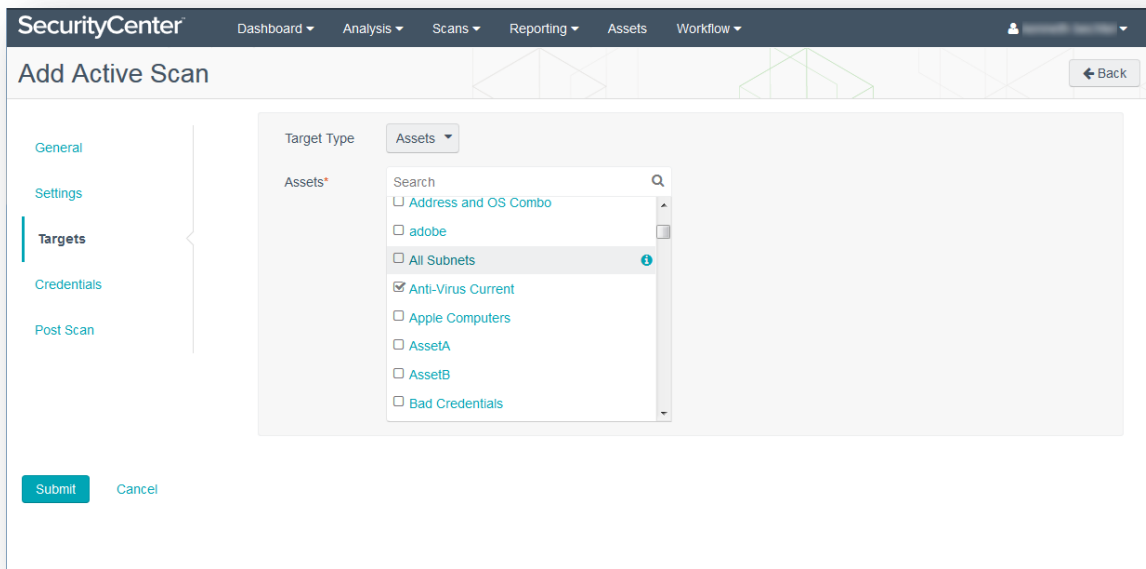 SecurityCenter
Dashboard Analysis Scans Reporting Assets Workflow
Add Active Scan
Back
General
Settings
Targets
Credentials
Post Scan
Target Type Assets
Assets* Search
Address and OS Combo
adobe
All Subnets
Anti-Virus Current
Apple Computers
AssetA
AssetB
Bad Credentials
Submit Cancel